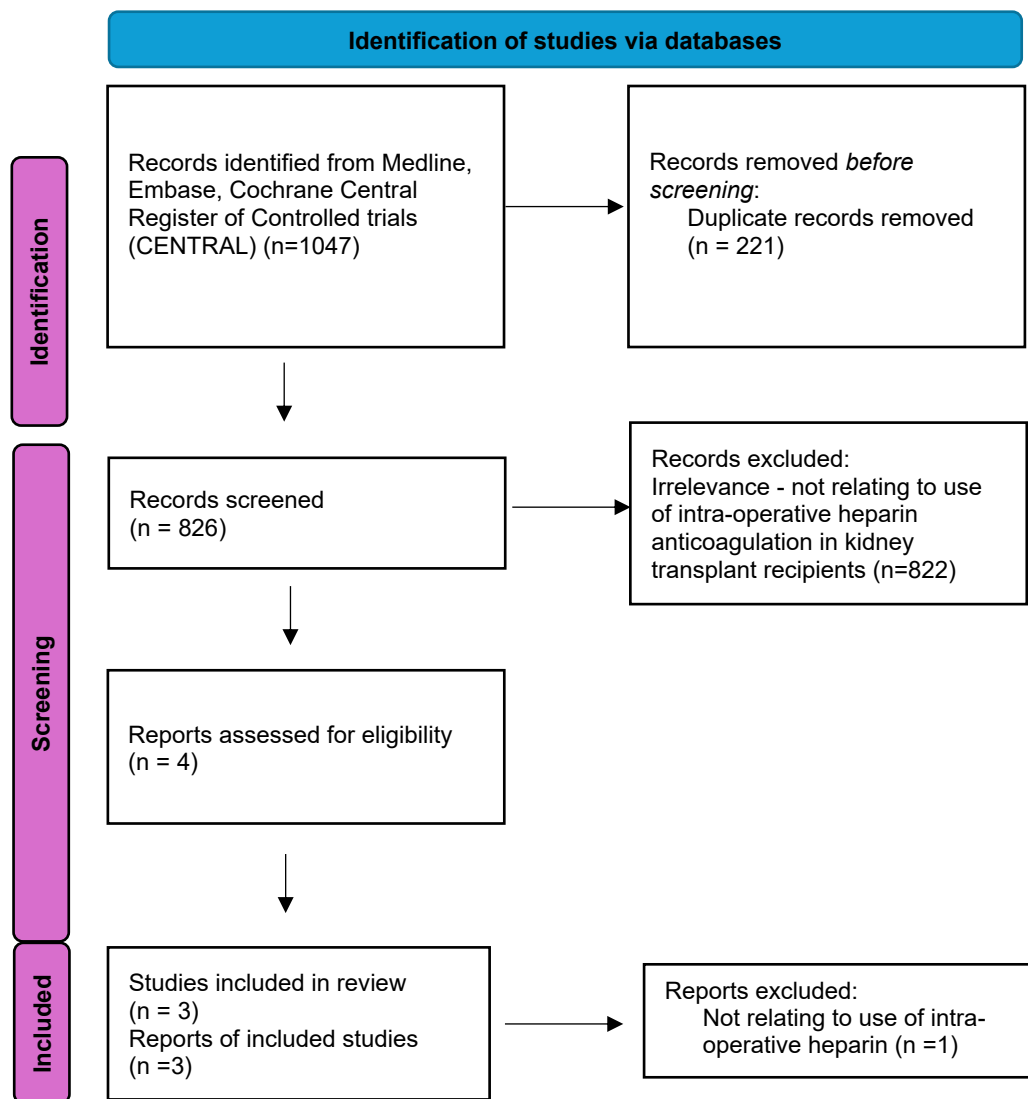 Identification of studies via databases
Identification
Records identified from Medline,
Embase, Cochrane Central
Register of Controlled trials
(CENTRAL) (n=1047)
Records removed before
screening:
Duplicate records removed
(n = 221)
Screening
Records screened
(n = 826)
Records excluded:
Irrelevance - not relating to use
of intra-operative heparin
anticoagulation in kidney
transplant recipients (n=822)
Reports assessed for eligibility
(n = 4)
Included
Studies included in review
(n = 3)
Reports of included studies
(n =3)
Reports excluded:
Not relating to use of intra-
operative heparin (n =1)